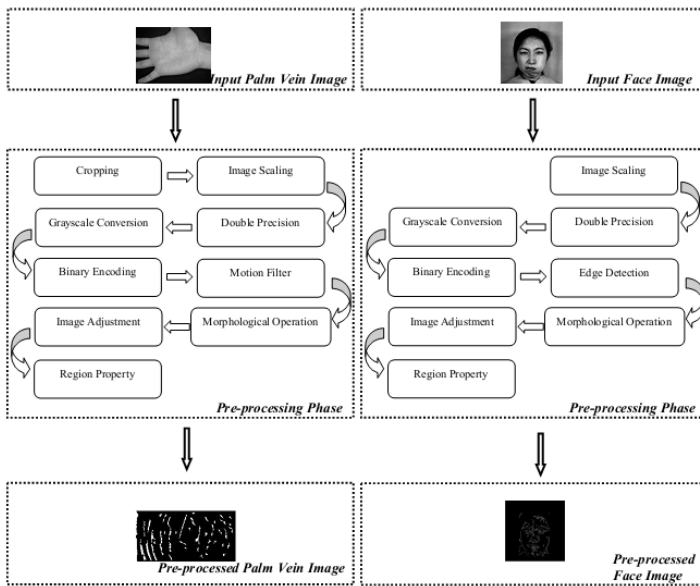 Input Palm Vein Image
Input Face Image
Cropping
Image Scaling
Grayscale Conversion
Double Precision
Binary Encoding
Motion Filter
Image Adjustment
Morphological Operation
Region Property
Pre-processing Phase
Image Scaling
Grayscale Conversion
Double Precision
Binary Encoding
Edge Detection
Image Adjustment
Morphological Operation
Region Property
Pre-processing Phase
Pre-processed Palm Vein Image
Pre-processed
Face Image